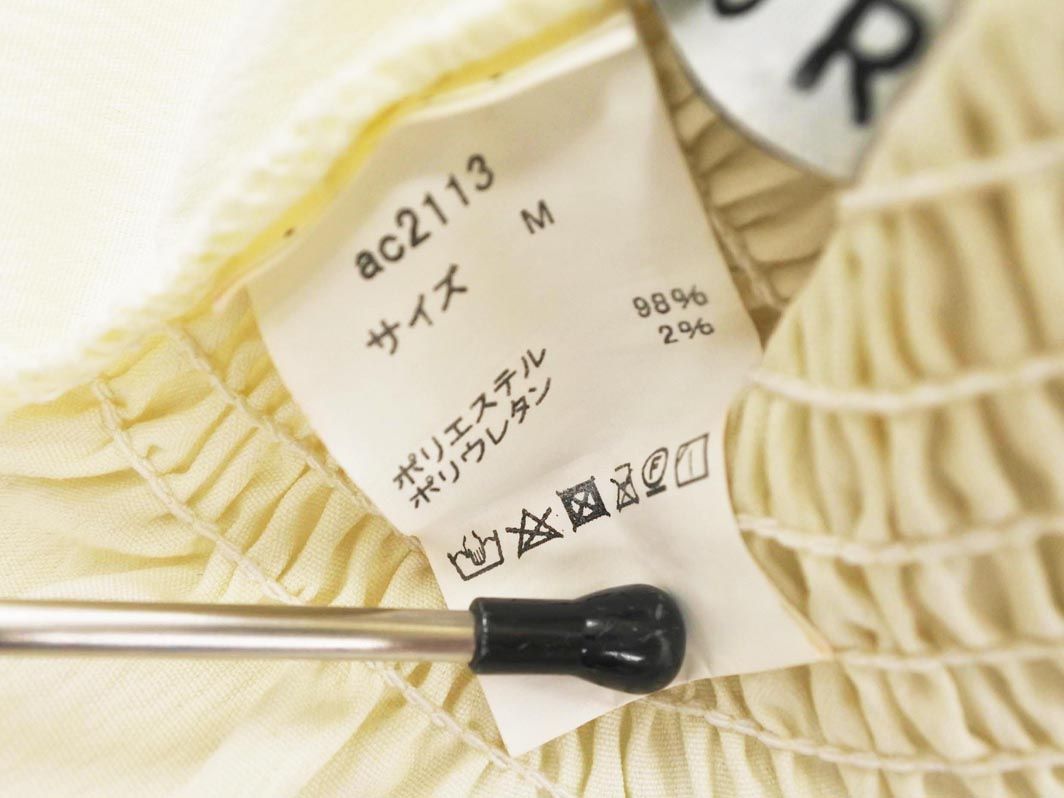 R
ac2113
サイズ M
ポリエステル 98%
ポリウレタン 2%
F